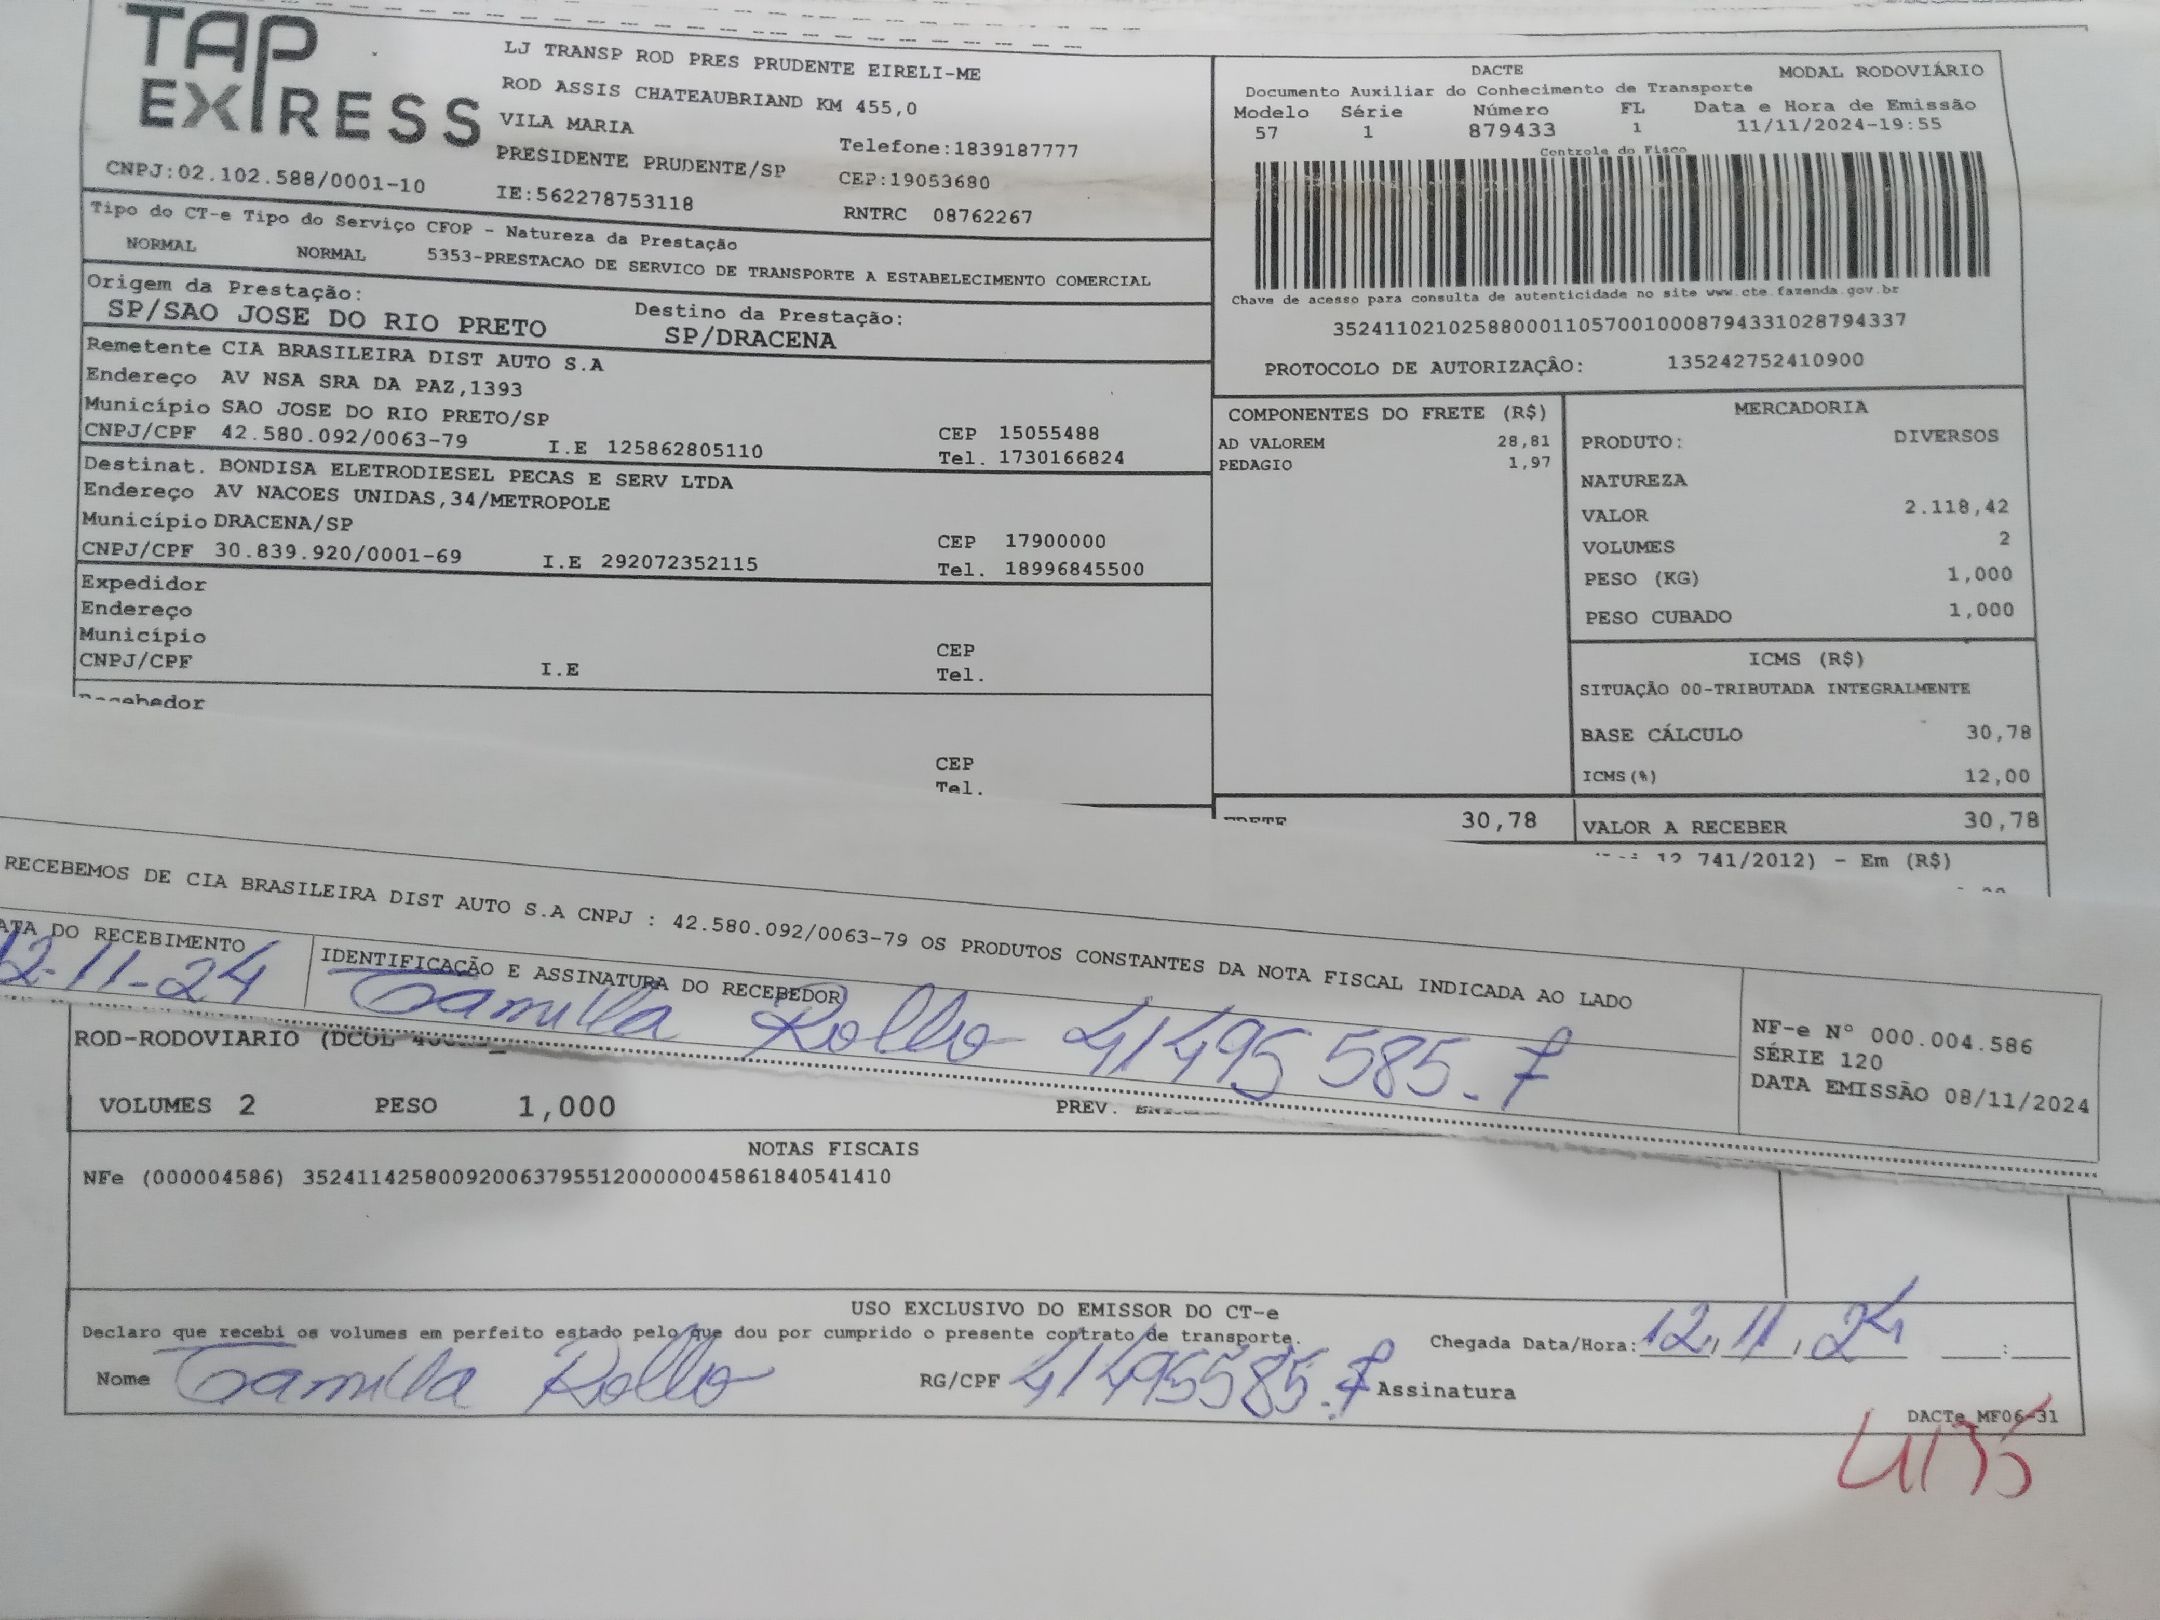 TAP
EXPRESS
CNPJ:02.102.588/0001-10
LJ TRANSP ROD PRES PRUDENTE EIRELI-ME
ROD ASSIS CHATEAUBRIAND KM 455,0
VILA MARIA
Telefone:1839187777
PRESIDENTE PRUDENTE/SP CEP:19053680
IE:562278753118 RNTRC 08762267
DACTE MODAL RODOVIÁRIO
Documento Auxiliar do Conhecimento de Transporte
Modelo Série Número FL Data e Hora de Emissão
57 1 879433 1 11/11/2024-19:55
Controle do Fisco
Chave de acesso para consulta de autenticidade no site www.cte.fazenda.gov.br
35241102102588000110570010008794331028794337
PROTOCOLO DE AUTORIZAÇÂO: 135242752410900
Tipo do CT-e Tipo do Serviço CFOP - Natureza da Prestação
NORMAL NORMAL 5353-PRESTACAO DE SERVICO DE TRANSPORTE A ESTABELECIMENTO COMERCIAL
Origem da Prestação: Destino da Prestação:
SP/SAO JOSE DO RIO PRETO SP/DRACENA
Remetente CIA BRASILEIRA DIST AUTO S.A
Endereço AV NSA SRA DA PAZ,1393
Município SAO JOSE DO RIO PRETO/SP CEP 15055488
CNPJ/CPF 42.580.092/0063-79 I.E 125862805110 Tel. 1730166824
Destinat. BONDISA ELETRODIESEL PECAS E SERV LTDA
Endereço AV NACOES UNIDAS,34/METROPOLE
Município DRACENA/SP CEP 17900000
CNPJ/CPF 30.839.920/0001-69 I.E 292072352115 Tel. 18996845500
Expedidor
Endereço
Município CEP
CNPJ/CPF I.E Tel.
Recebedor
CEP
Tel.
COMPONENTES DO FRETE (R$)
AD VALOREM 28,81
PEDAGIO 1,97
FRETE 30,78
MERCADORIA
PRODUTO: DIVERSOS
NATUREZA
VALOR 2.118,42
VOLUMES 2
PESO (KG) 1,000
PESO CUBADO 1,000
ICMS (R$)
SITUAÇÃO 00-TRIBUTADA INTEGRALMENTE
BASE CÁLCULO 30,78
ICMS(%) 12,00
VALOR A RECEBER 30,78
741/2012) - Em (R$)
RECEBEMOS DE CIA BRASILEIRA DIST AUTO S.A CNPJ : 42.580.092/0063-79 OS PRODUTOS CONSTANTES DA NOTA FISCAL INDICADA AO LADO
DO RECEBIMENTO IDENTIFICAÇÃO E ASSINATURA DO RECEBEDOR
12-11-24 Tamilla Rollo 41495585.7
NF-e N° 000.004.586
SÉRIE 120
DATA EMISSÃO 08/11/2024
ROD-RODOVIARIO
VOLUMES 2 PESO 1,000 PREV.
NOTAS FISCAIS
NFe (000004586) 35241142580092006379551200000045861840541410
USO EXCLUSIVO DO EMISSOR DO CT-e
Declaro que recebi os volumes em perfeito estado pelo que dou por cumprido o presente contrato de transporte. Chegada Data/Hora: 12,11,24 :
Nome Tamilla Rollo RG/CPF 41495585.7 Assinatura
DACTe_MF06-31